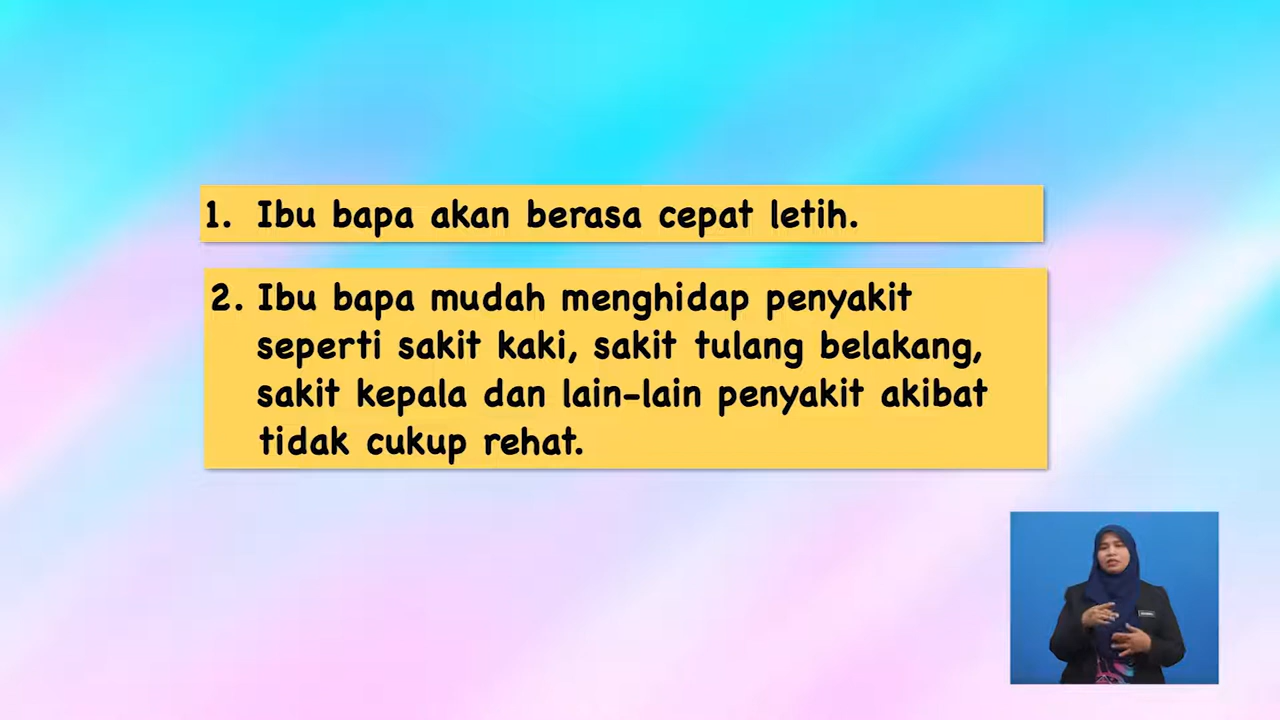 1. Ibu bapa akan berasa cepat letih.
2. Ibu bapa mudah menghidap penyakit
seperti sakit kaki, sakit tulang belakang,
sakit kepala dan lain-lain penyakit akibat
tidak cukup rehat.